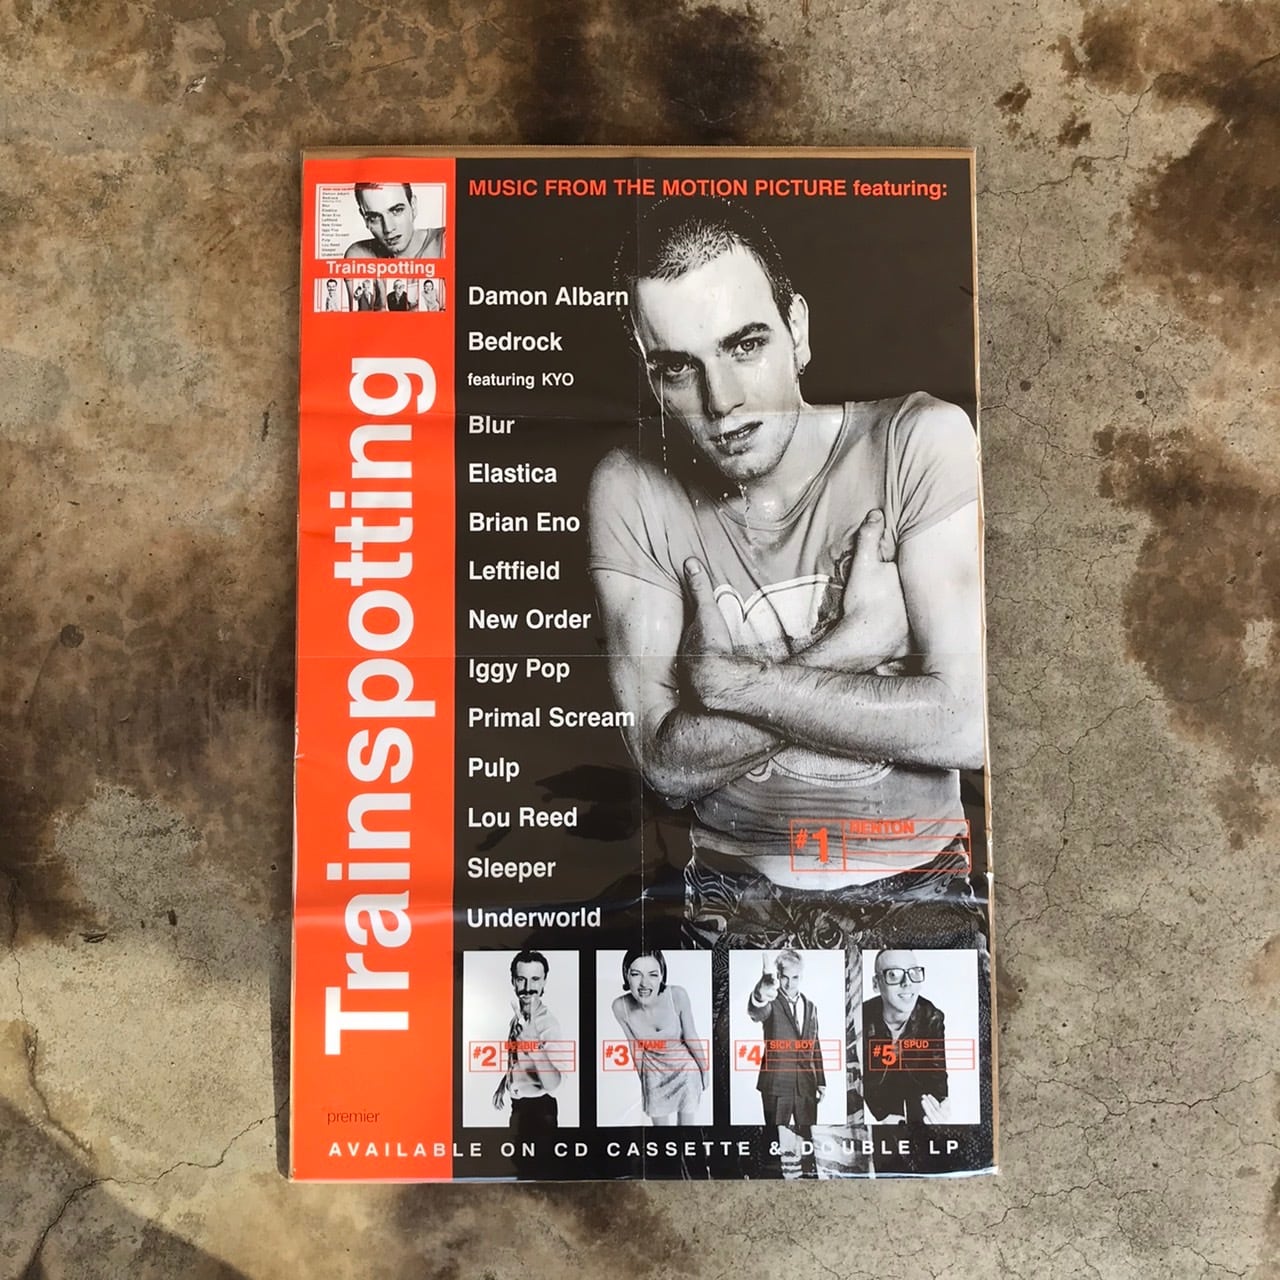 MUSIC FROM THE MOTION PICTURE featuring:
Trainspotting
Trainspotting
Damon Albarn
Bedrock
featuring KYO
Blur
Elastica
Brian Eno
Leftfield
New Order
Iggy Pop
Primal Scream
Pulp
Lou Reed
Sleeper
Underworld
#1 RENTON
#2 BEGBIE
#3 DIANE
#4 SICK BOY
#5 SPUD
premier
AVAILABLE ON CD CASSETTE & DOUBLE LP